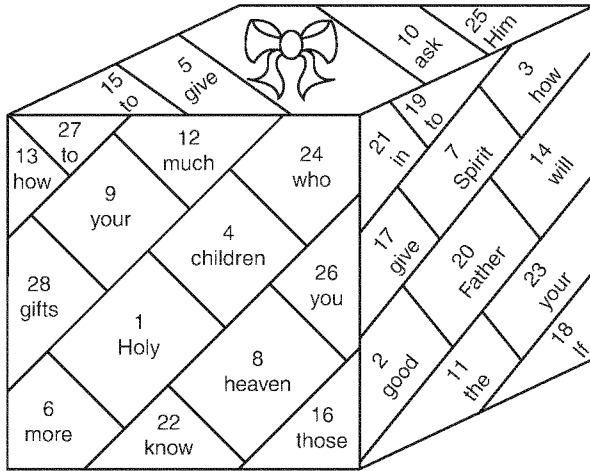 25
Him
10
ask
5
give
15
to
3
how
19
to
27
to
12
much
21
in
7
Spirit
13
how
24
who
14
will
9
your
4
children
17
give
20
Father
26
you
28
gifts
23
your
1
Holy
18
If
8
heaven
2
good
11
the
6
more
22
know
16
those